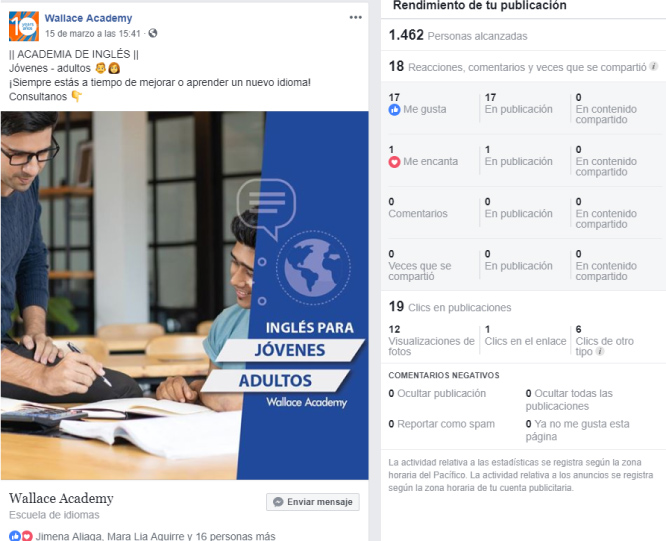 Wallace Academy
15 de marzo a las 15:41 ·
|| ACADEMIA DE INGLÉS ||
Jóvenes - adultos 👨👩
¡Siempre estás a tiempo de mejorar o aprender un nuevo idioma!
Consultanos 👇
INGLÉS PARA
JÓVENES
ADULTOS
Wallace Academy
Wallace Academy
Escuela de idiomas
Enviar mensaje
Jimena Aliaga, Mara Lia Aguirre y 16 personas más
Rendimiento de tu publicación
1.462 Personas alcanzadas
18 Reacciones, comentarios y veces que se compartió
17 17 0
Me gusta En publicación En contenido
compartido
1 1 0
Me encanta En publicación En contenido
compartido
0 0 0
Comentarios En publicación En contenido
compartido
0 0 0
Veces que se En publicación En contenido
compartió compartido
19 Clics en publicaciones
12 1 6
Visualizaciones de Clics en el enlace Clics de otro
fotos tipo
COMENTARIOS NEGATIVOS
0 Ocultar publicación 0 Ocultar todas las
publicaciones
0 Reportar como spam 0 Ya no me gusta esta
página
La actividad relativa a las estadísticas se registra según la zona
horaria del Pacífico. La actividad relativa a los anuncios se registra
según la zona horaria de tu cuenta publicitaria.